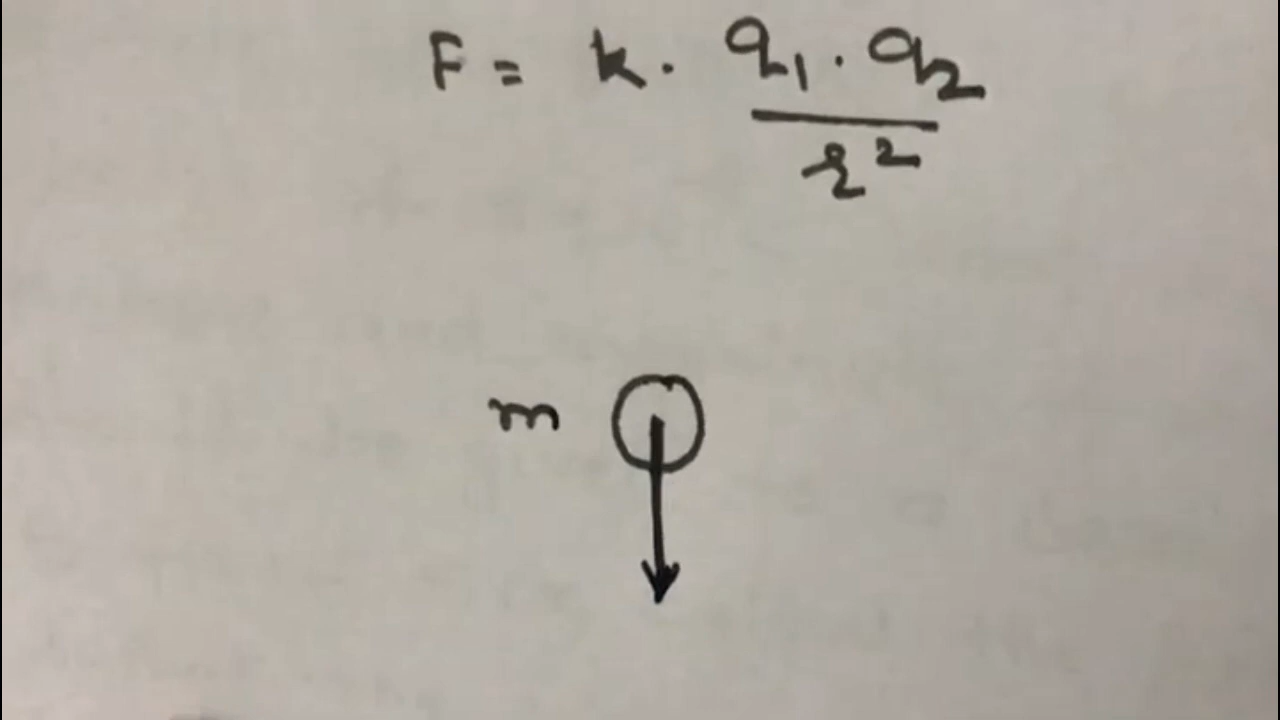 F = k . q₁ . q₂
r²
m